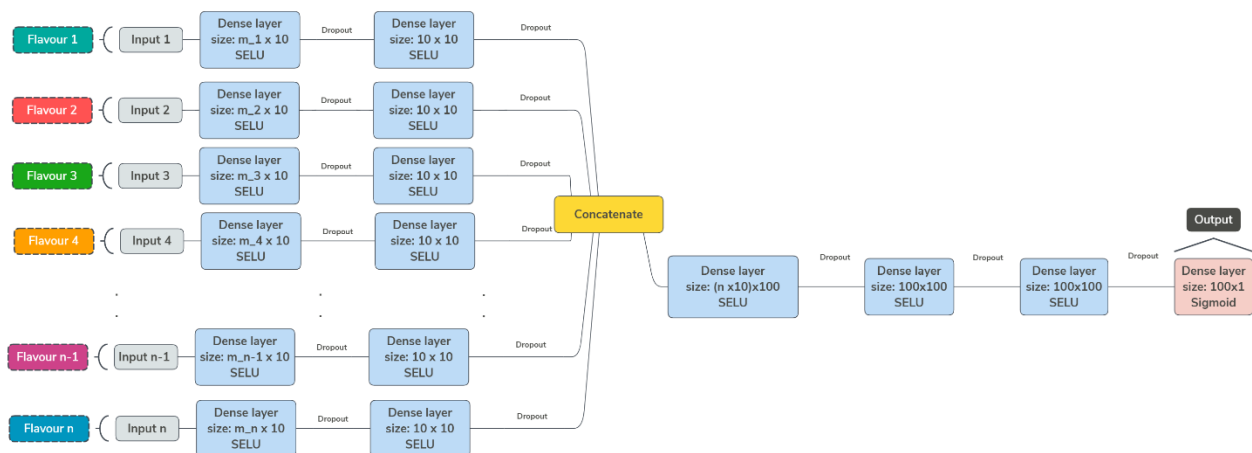 Flavour 1
Input 1
Dense layer
size: m_1 x 10
SELU
Dropout
Dense layer
size: 10 x 10
SELU
Dropout
Flavour 2
Input 2
Dense layer
size: m_2 x 10
SELU
Dropout
Dense layer
size: 10 x 10
SELU
Dropout
Flavour 3
Input 3
Dense layer
size: m_3 x 10
SELU
Dropout
Dense layer
size: 10 x 10
SELU
Dropout
Flavour 4
Input 4
Dense layer
size: m_4 x 10
SELU
Dropout
Dense layer
size: 10 x 10
SELU
Dropout
Flavour n-1
Input n-1
Dense layer
size: m_n-1 x 10
SELU
Dropout
Dense layer
size: 10 x 10
SELU
Dropout
Flavour n
Input n
Dense layer
size: m_n x 10
SELU
Dropout
Dense layer
size: 10 x 10
SELU
Dropout
Concatenate
Dense layer
size: (n x10)x100
SELU
Dropout
Dense layer
size: 100x100
SELU
Dropout
Dense layer
size: 100x100
SELU
Dropout
Output
Dense layer
size: 100x1
Sigmoid